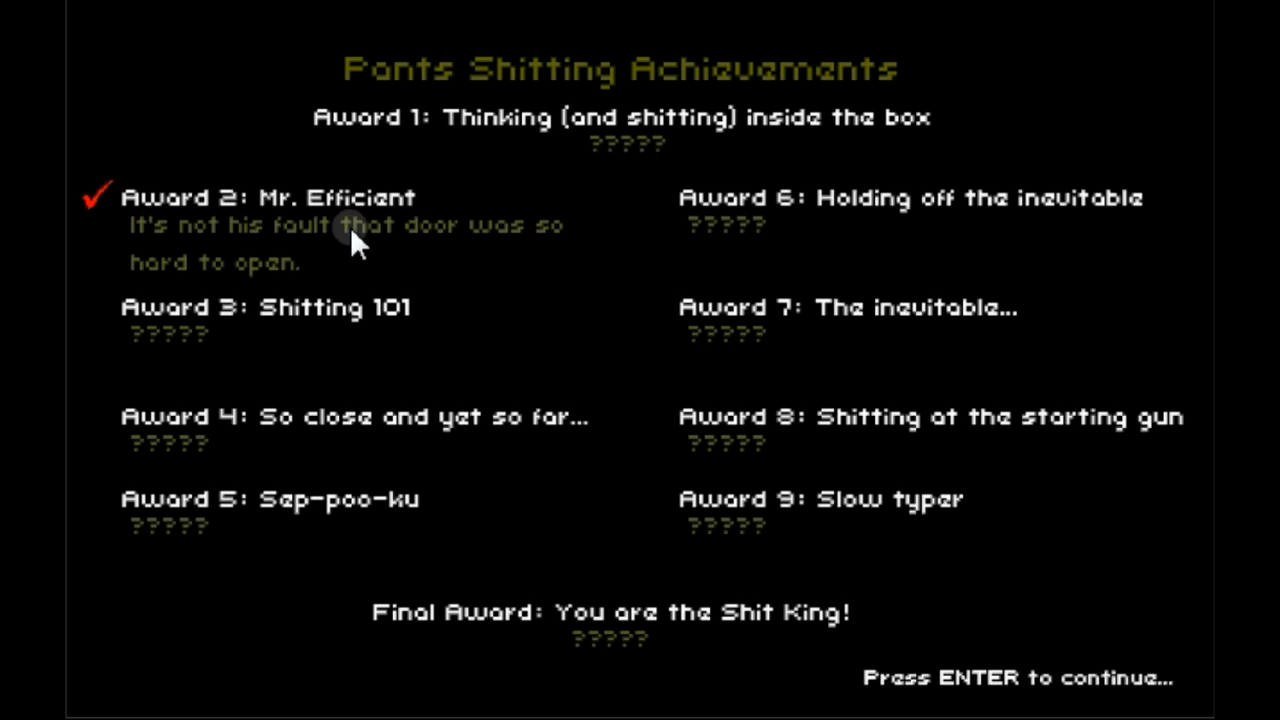 Pants Shitting Achievements
Award 1: Thinking (and shitting) inside the box
?????
Award 2: Mr. Efficient
It's not his fault that door was so
hard to open.
Award 3: Shitting 101
?????
Award 4: So close and yet so far...
?????
Award 5: Sep-poo-ku
?????
Award 6: Holding off the inevitable
?????
Award 7: The inevitable...
?????
Award 8: Shitting at the starting gun
?????
Award 9: Slow typer
?????
Final Award: You are the Shit King!
?????
Press ENTER to continue...